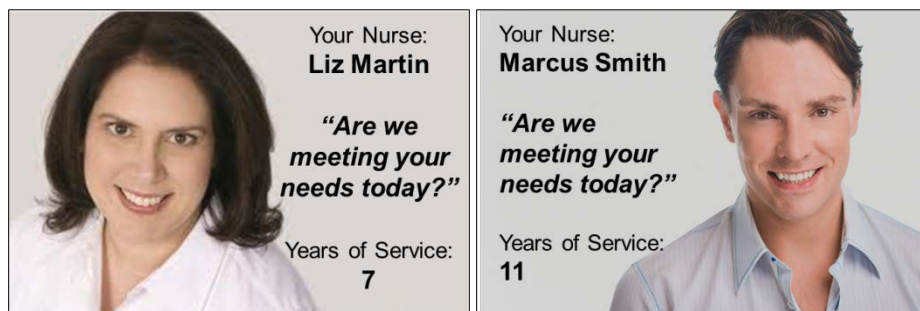 Your Nurse:
Liz Martin
“Are we
meeting your
needs today?”
Years of Service:
7
Your Nurse:
Marcus Smith
“Are we
meeting your
needs today?”
Years of Service:
11